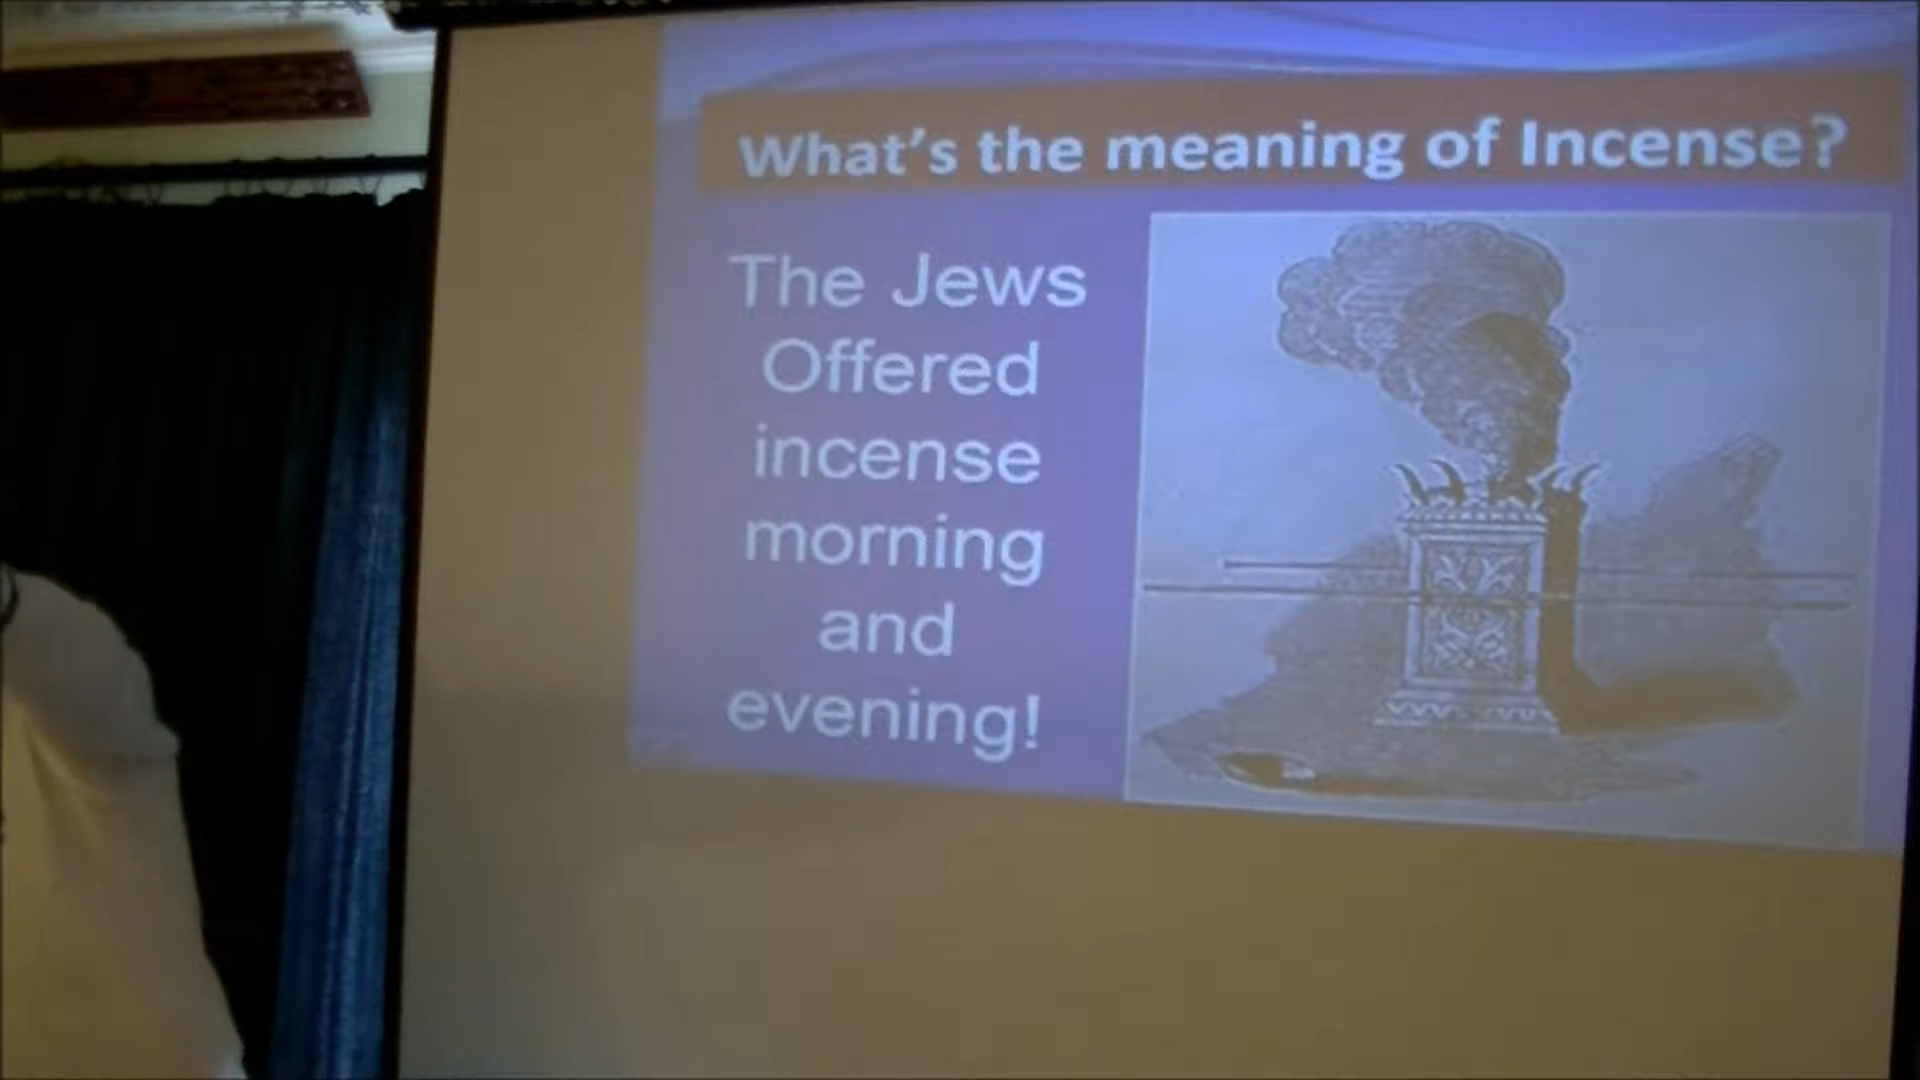 What's the meaning of Incense?
The Jews
Offered
incense
morning
and
evening!